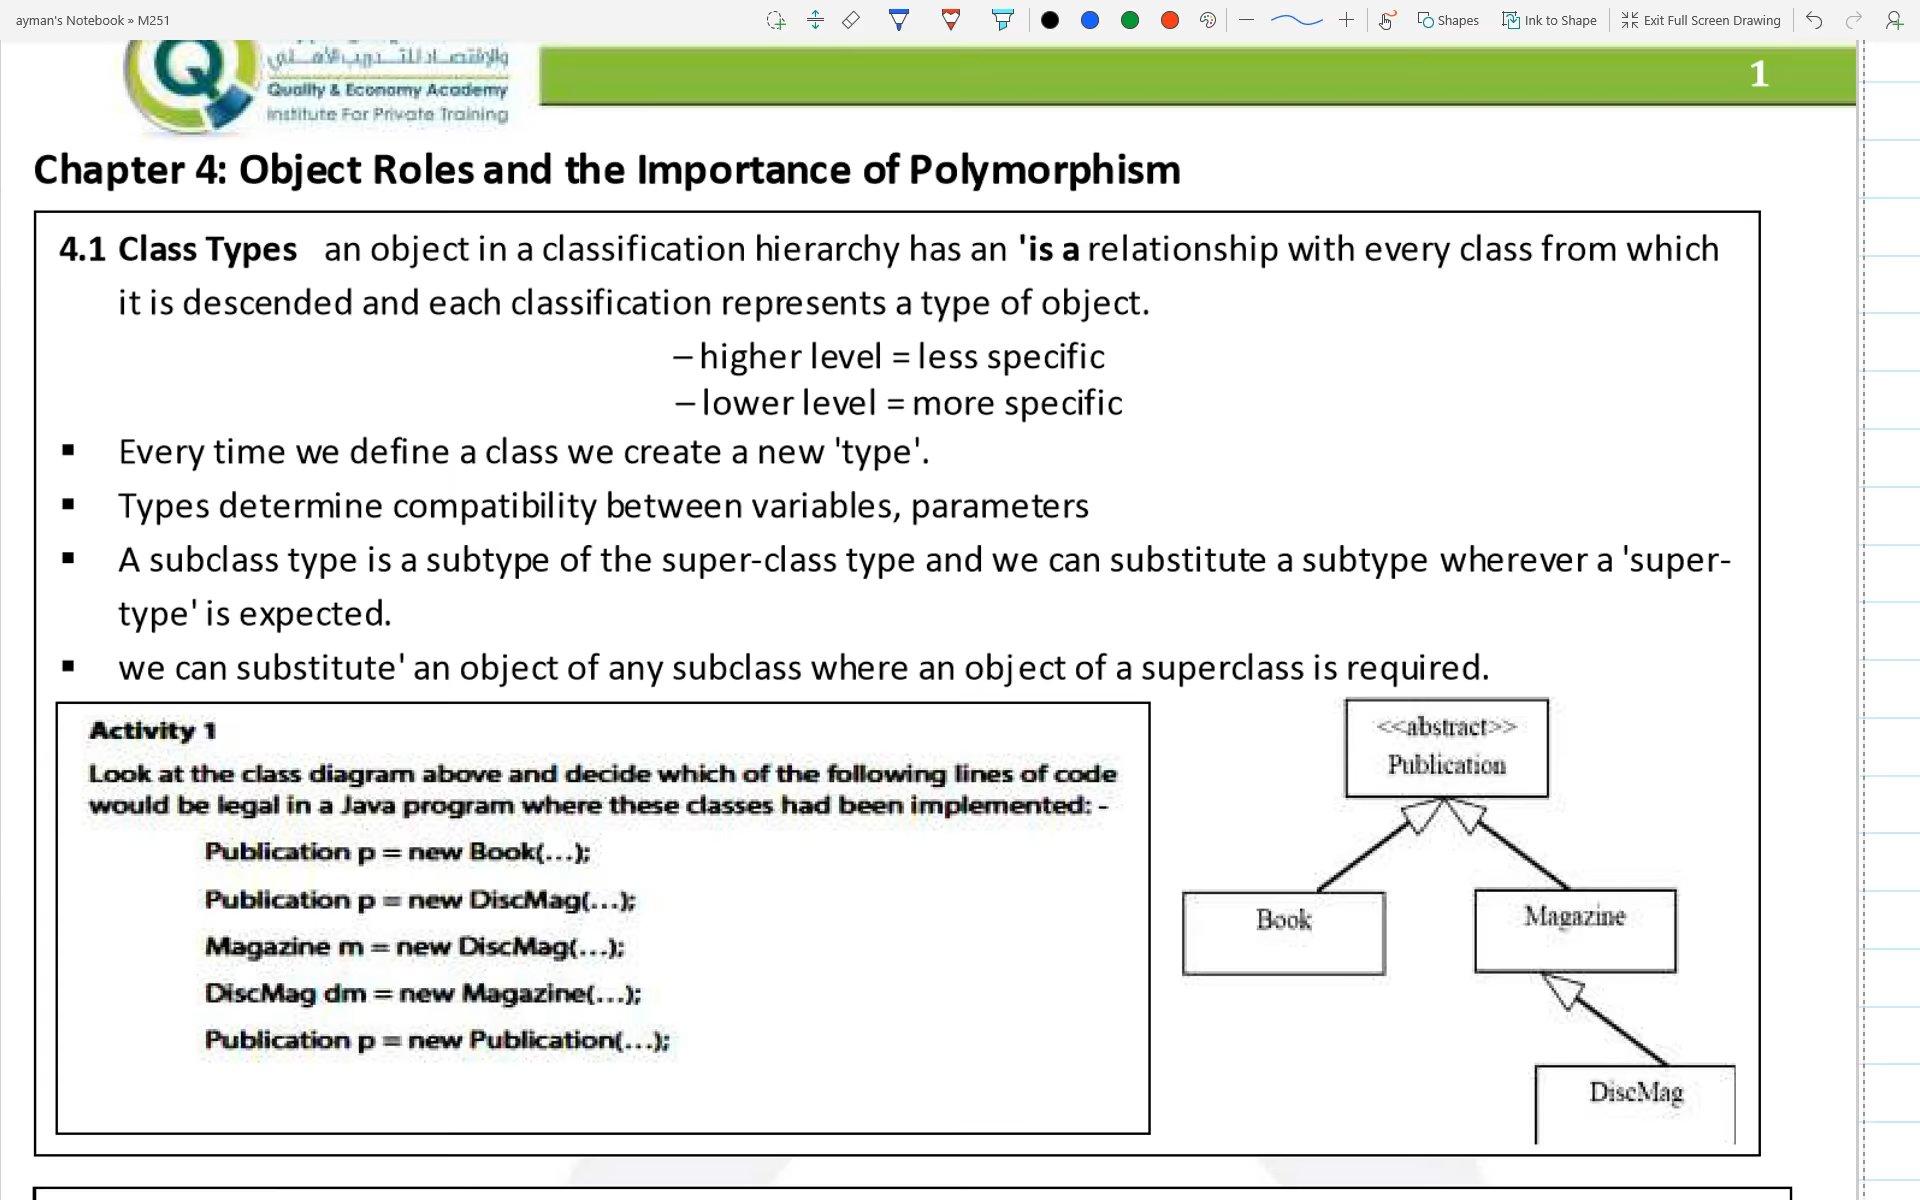 ayman's Notebook » M251
Shapes
Ink to Shape
Exit Full Screen Drawing
والإقتصاد للتدريب الأهلي
Quality & Economy Academy
Institute For Private Training
1
Chapter 4: Object Roles and the Importance of Polymorphism
4.1 Class Types an object in a classification hierarchy has an 'is a relationship with every class from which
it is descended and each classification represents a type of object.
– higher level = less specific
– lower level = more specific
▪ Every time we define a class we create a new 'type'.
▪ Types determine compatibility between variables, parameters
▪ A subclass type is a subtype of the super-class type and we can substitute a subtype wherever a 'super-
type' is expected.
▪ we can substitute' an object of any subclass where an object of a superclass is required.
Activity 1
Look at the class diagram above and decide which of the following lines of code
would be legal in a Java program where these classes had been implemented: -
Publication p = new Book(...);
Publication p = new DiscMag(...);
Magazine m = new DiscMag(...);
DiscMag dm = new Magazine(...);
Publication p = new Publication(...);
<<abstract>>
Publication
Book
Magazine
DiscMag